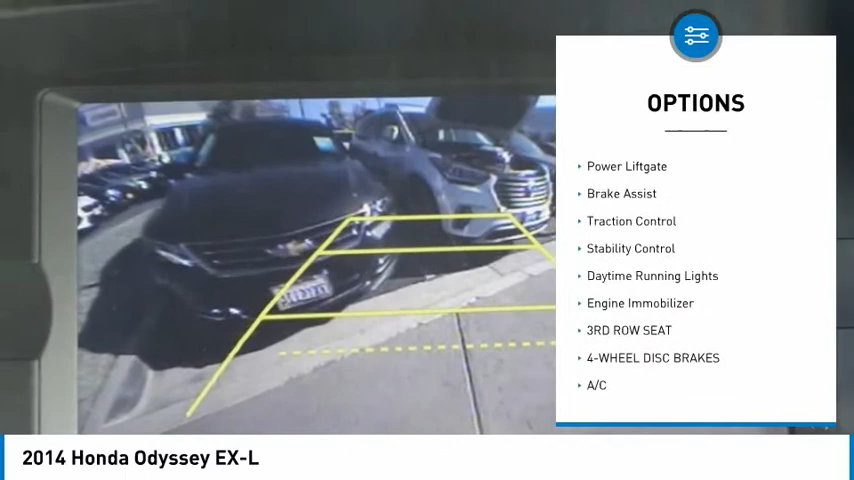 OPTIONS
Power Liftgate
Brake Assist
Traction Control
Stability Control
Daytime Running Lights
Engine Immobilizer
3RD ROW SEAT
4-WHEEL DISC BRAKES
A/C
2014 Honda Odyssey EX-L